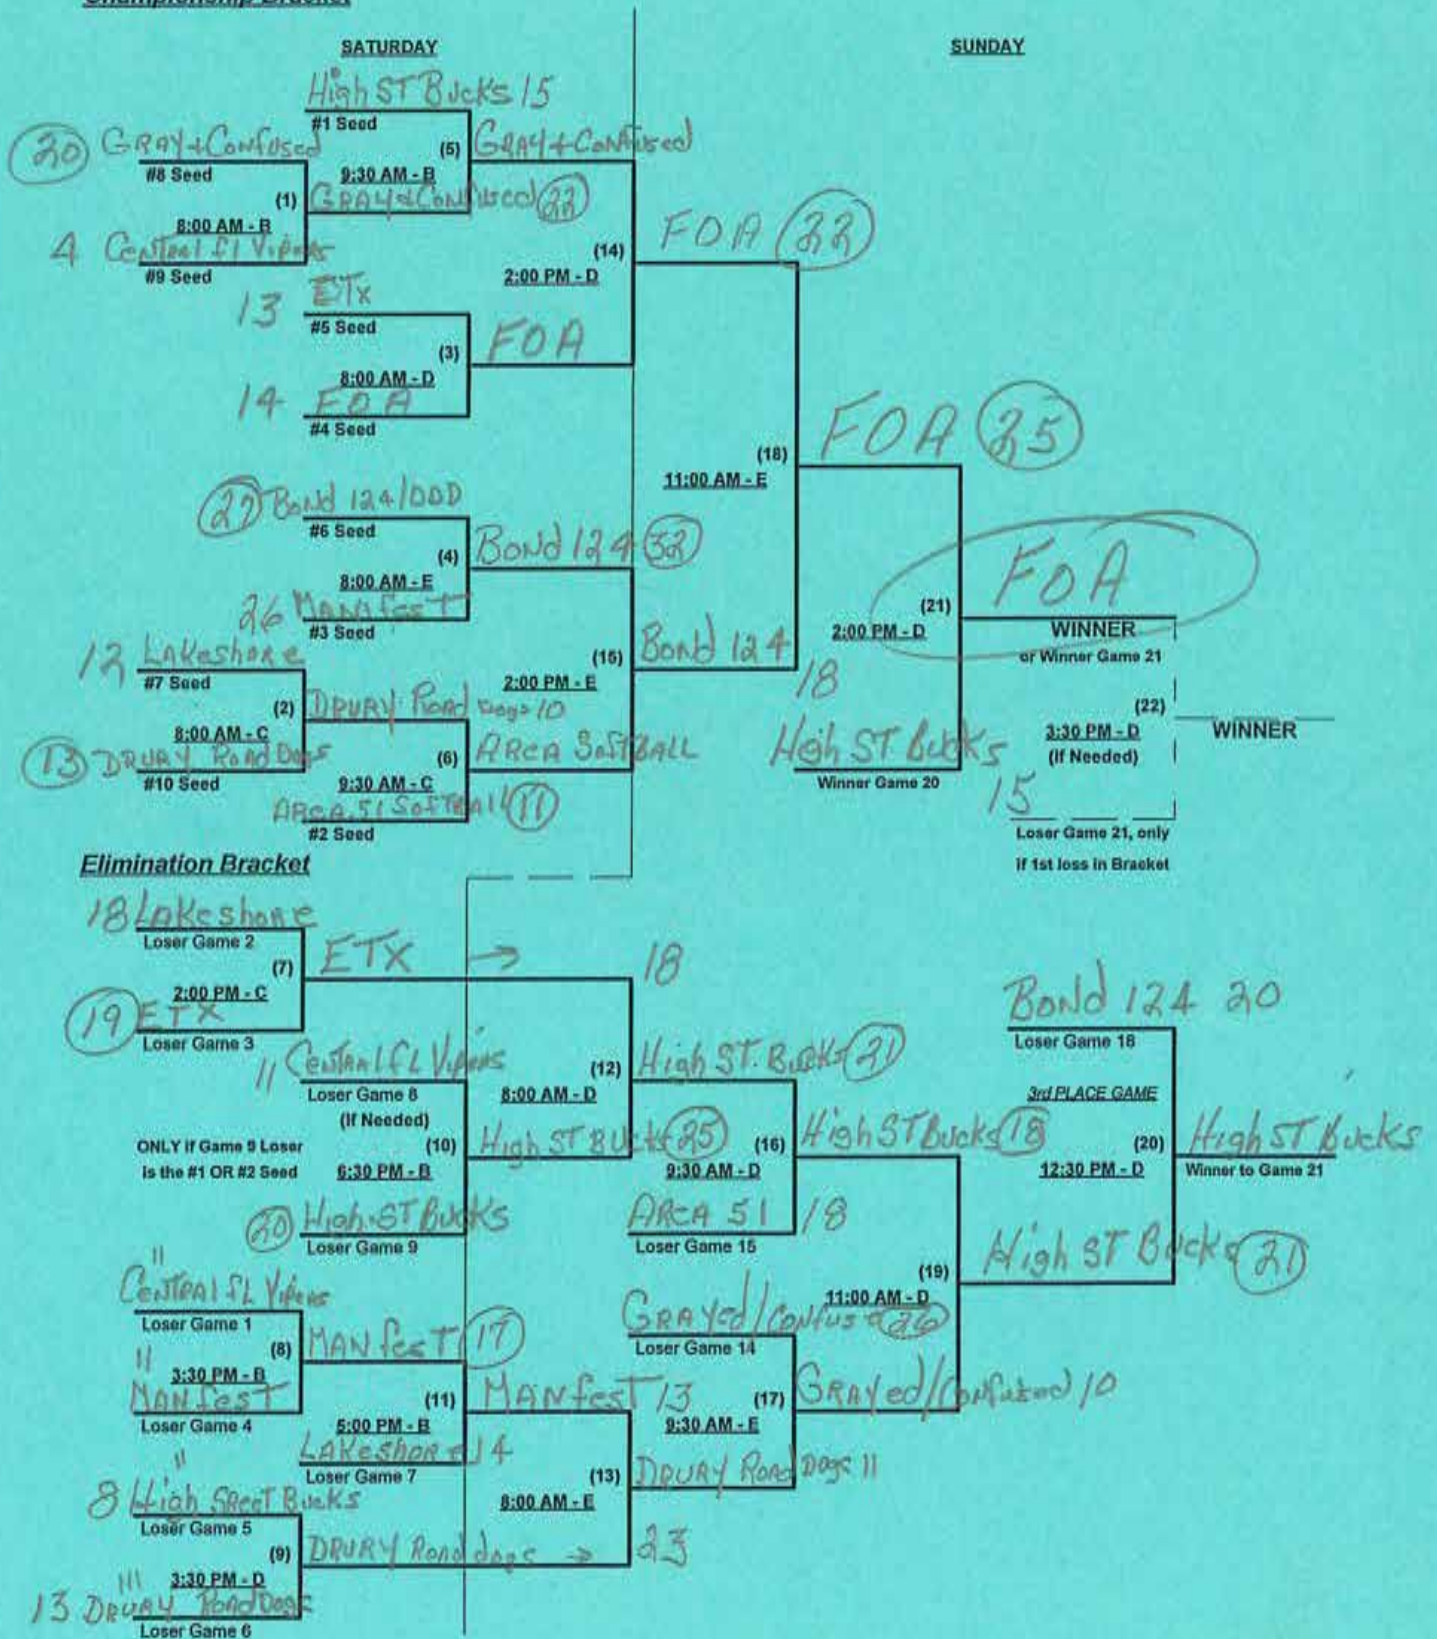 Championship Bracket
SATURDAY
SUNDAY
High ST Bucks 15
#1 Seed
20 GRAY+Confused
#8 Seed
(5) GRAY+Confused
9:30 AM - B
(1) GRAY+Confused 22
8:00 AM - B
4 Central fl Vipers
#9 Seed
FOA 22
(14)
2:00 PM - D
13 ETx
#5 Seed
(3) FOA
8:00 AM - D
14 FOA
#4 Seed
FOA 25
(18)
11:00 AM - E
27 Bond 124/DDD
#6 Seed
(4) Bond 124 32
8:00 AM - E
26 Manifest
#3 Seed
FOA
(21)
2:00 PM - D
WINNER
or Winner Game 21
12 Lakeshore
#7 Seed
(15) Bond 124
18
2:00 PM - E
(2) DRURY Road Dogs 10
8:00 AM - C
13 DRURY Road Dogs
#10 Seed
(6) AREA SOFTBALL
9:30 AM - C
AREA 51 SOFTBALL 11
#2 Seed
High ST Bucks
Winner Game 20
15
(22)
3:30 PM - D
(If Needed)
WINNER
Loser Game 21, only
if 1st loss in Bracket
Elimination Bracket
18 Lakeshore
Loser Game 2
(7) ETX → 18
2:00 PM - C
19 ETX
Loser Game 3
Bond 124 20
Loser Game 18
11 Central FL Vipers
Loser Game 8
(If Needed)
(12) High ST. Bucks 21
8:00 AM - D
3rd PLACE GAME
ONLY if Game 9 Loser
is the #1 OR #2 Seed
(10) High ST Bucks 25
6:30 PM - B
(16) High ST Bucks 18
9:30 AM - D
(20) High ST Bucks
12:30 PM - D
Winner to Game 21
20 High ST Bucks
Loser Game 9
AREA 51 18
Loser Game 15
11
Central FL Vipers
Loser Game 1
(19) High ST Bucks 21
11:00 AM - D
Grayed/Confuse 26
Loser Game 14
(8) MANfest 17
11
3:30 PM - B
MANfest
Loser Game 4
(11) MANfest 13
5:00 PM - B
(17) GRAYed/Confused 10
9:30 AM - E
Lakeshore 14
Loser Game 7
(13) DRURY Road Dogs 11
8:00 AM - E
11
8 High SReet Bucks
Loser Game 5
(9) DRURY Road dogs → 23
3:30 PM - D
111
13 DRURY Road Dogs
Loser Game 6